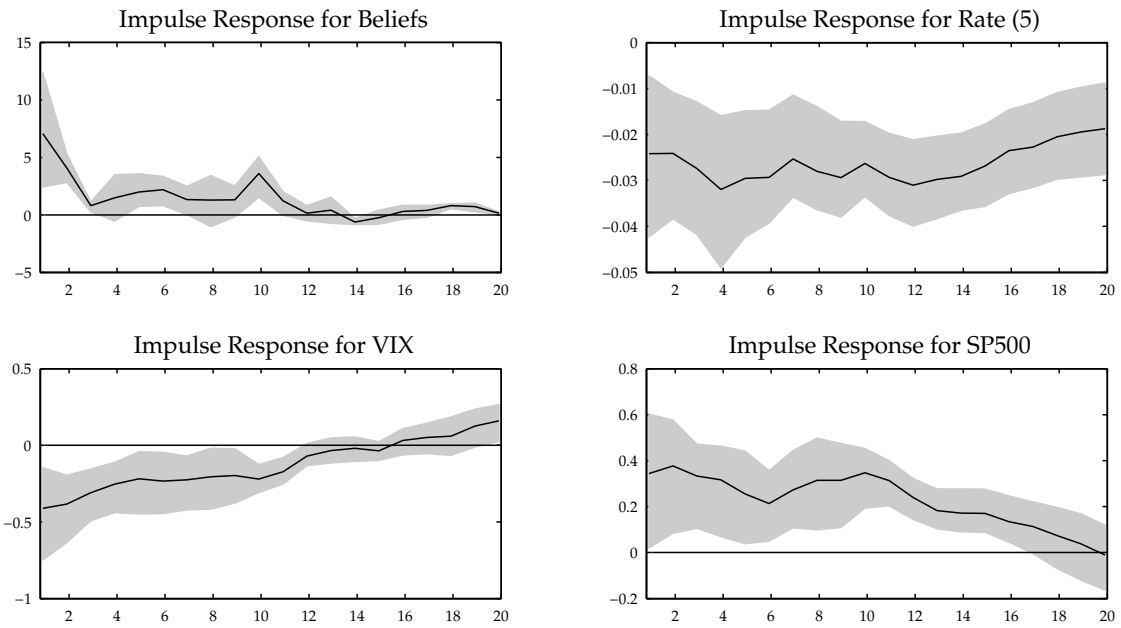 Impulse Response for Beliefs
15
10
5
0
−5
2 4 6 8 10 12 14 16 18 20
Impulse Response for Rate (5)
0
−0.01
−0.02
−0.03
−0.04
−0.05
2 4 6 8 10 12 14 16 18 20
Impulse Response for VIX
0.5
0
−0.5
−1
2 4 6 8 10 12 14 16 18 20
Impulse Response for SP500
0.8
0.6
0.4
0.2
0
−0.2
2 4 6 8 10 12 14 16 18 20